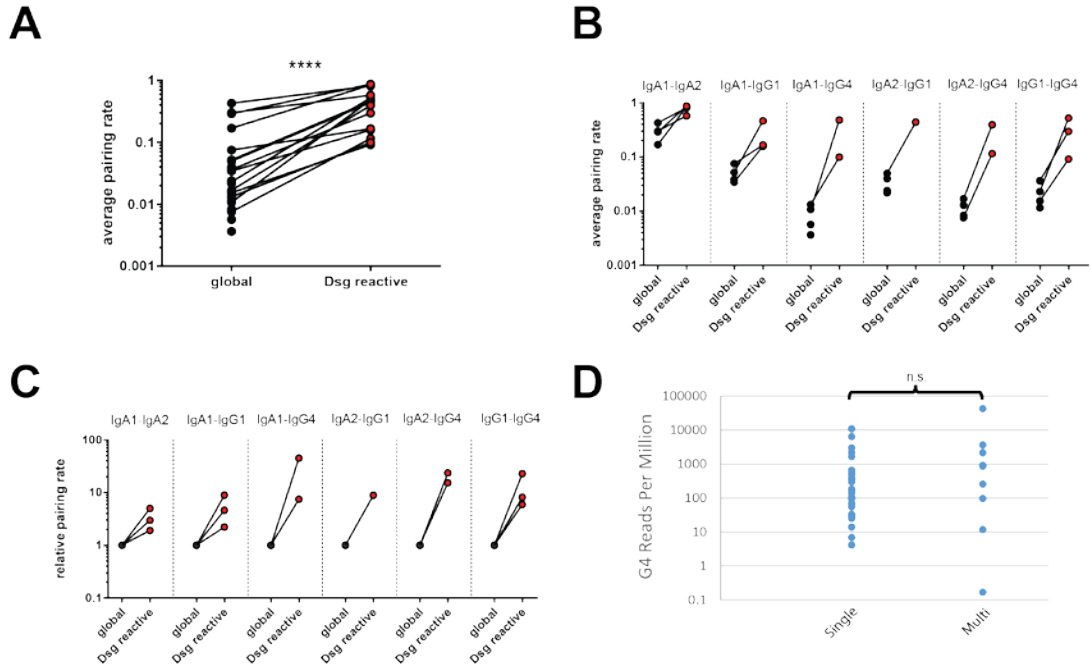 A
****
average pairing rate
1
0.1
0.01
0.001
global
Dsg reactive
B
IgA1-IgA2
IgA1-IgG1
IgA1-IgG4
IgA2-IgG1
IgA2-IgG4
IgG1-IgG4
average pairing rate
1
0.1
0.01
0.001
global
Dsg reactive
global
Dsg reactive
global
Dsg reactive
global
Dsg reactive
global
Dsg reactive
global
Dsg reactive
C
IgA1-IgA2
IgA1-IgG1
IgA1-IgG4
IgA2-IgG1
IgA2-IgG4
IgG1-IgG4
relative pairing rate
100
10
1
0.1
global
Dsg reactive
global
Dsg reactive
global
Dsg reactive
global
Dsg reactive
global
Dsg reactive
global
Dsg reactive
D
n.s.
G4 Reads Per Million
100000
10000
1000
100
10
1
0.1
Single
Multi